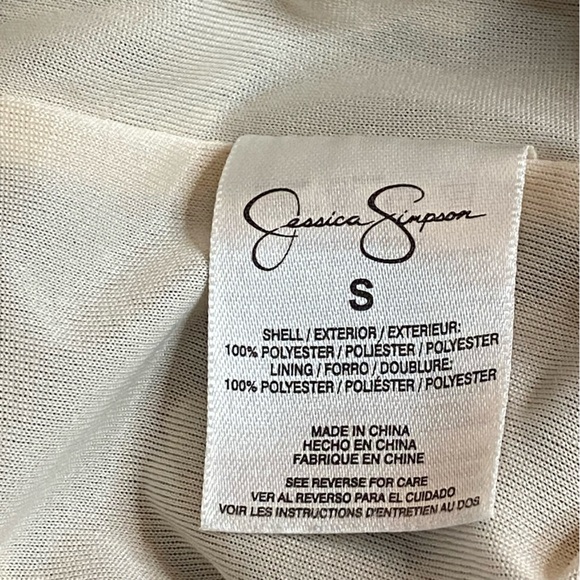 Jessica Simpson
S
SHELL / EXTERIOR / EXTERIEUR:
100% POLYESTER / POLIÉSTER / POLYESTER
LINING / FORRO / DOUBLURE:
100% POLYESTER / POLIÉSTER / POLYESTER
MADE IN CHINA
HECHO EN CHINA
FABRIQUE EN CHINE
SEE REVERSE FOR CARE
VER AL REVERSO PARA EL CUIDADO
VOIR LES INSTRUCTIONS D'ENTRETIEN AU DOS